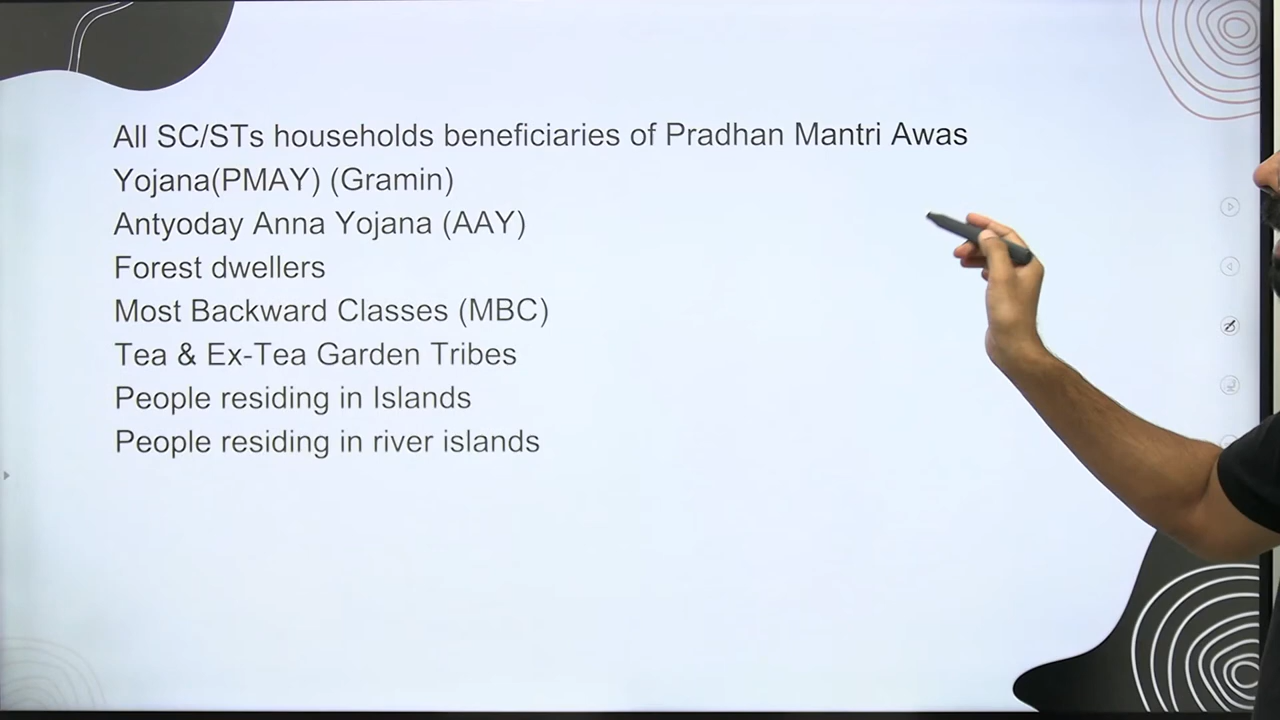 All SC/STs households beneficiaries of Pradhan Mantri Awas
Yojana(PMAY) (Gramin)
Antyoday Anna Yojana (AAY)
Forest dwellers
Most Backward Classes (MBC)
Tea & Ex-Tea Garden Tribes
People residing in Islands
People residing in river islands